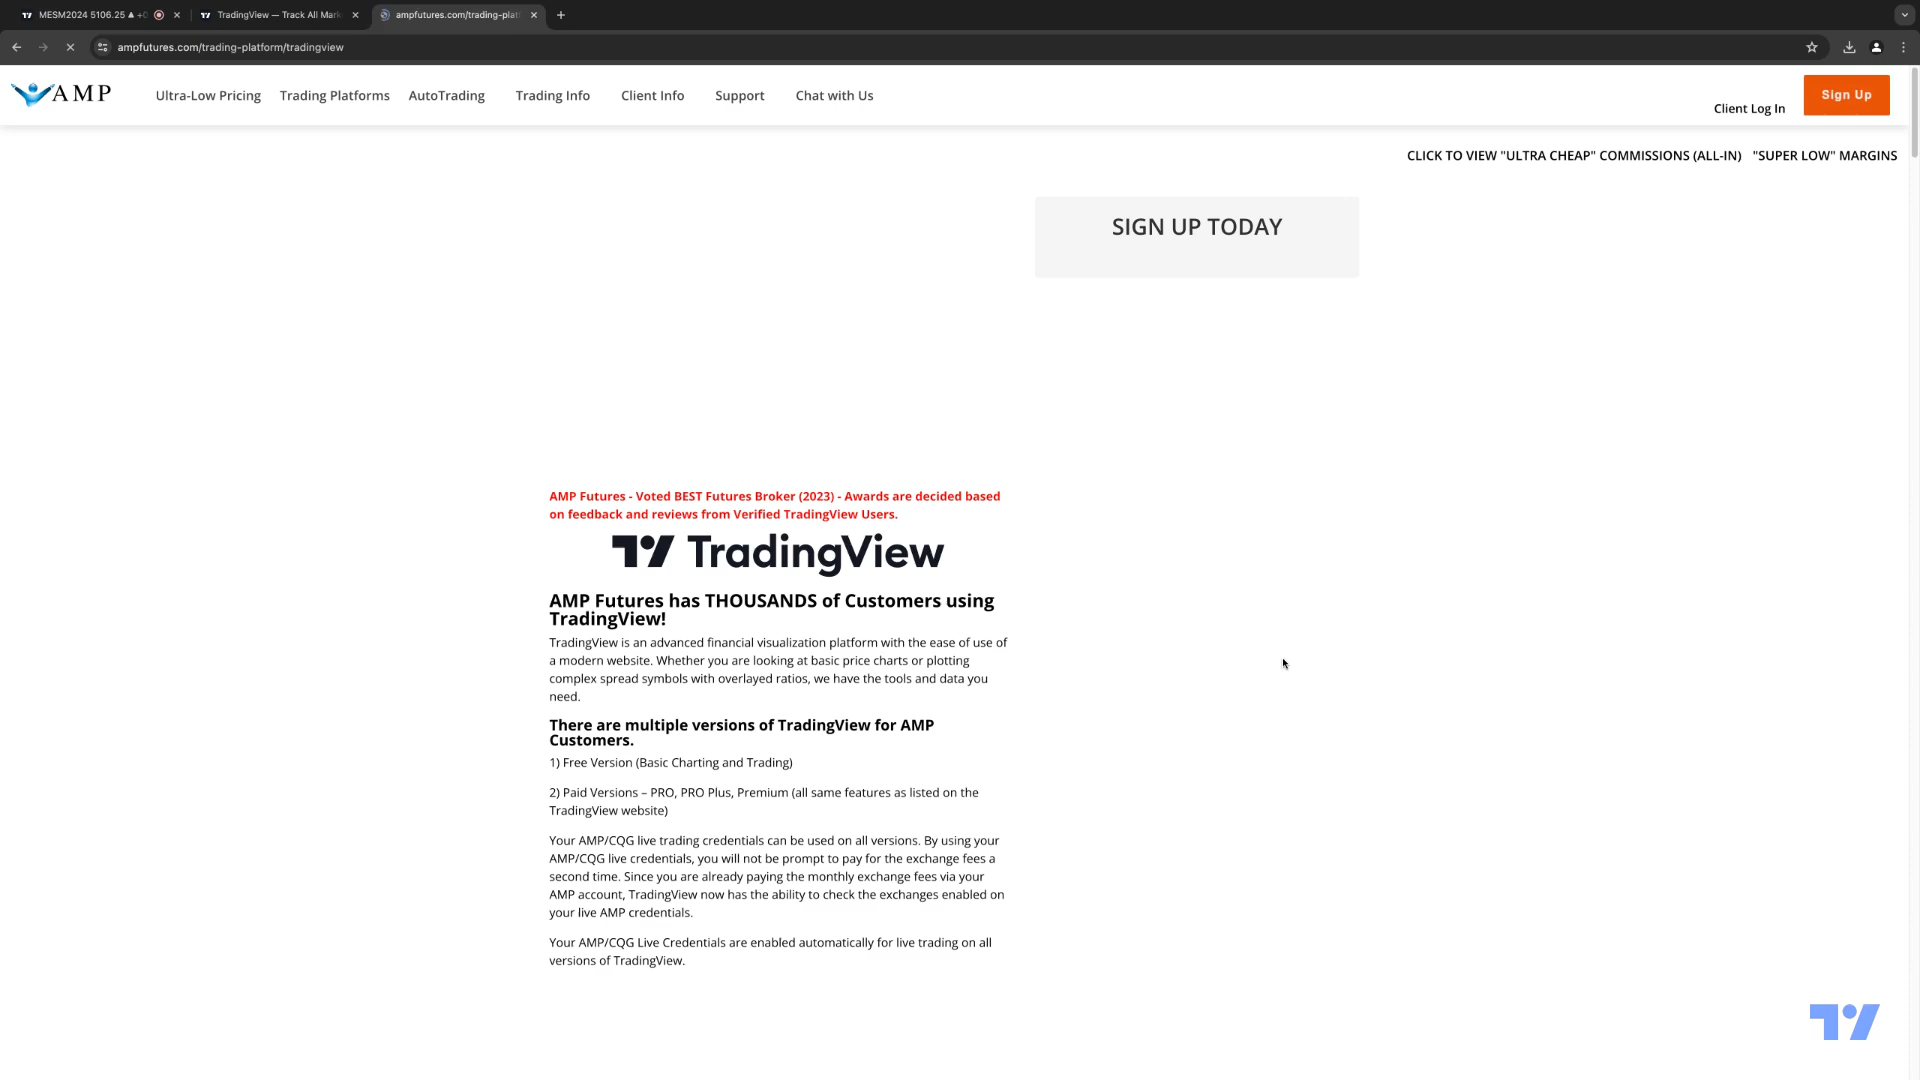 MESM2024 5106.25 ▲ +0
TradingView — Track All Mark
ampfutures.com/trading-plat
ampfutures.com/trading-platform/tradingview
AMP
Ultra-Low Pricing
Trading Platforms
AutoTrading
Trading Info
Client Info
Support
Chat with Us
Client Log In
Sign Up
CLICK TO VIEW "ULTRA CHEAP" COMMISSIONS (ALL-IN)
"SUPER LOW" MARGINS
SIGN UP TODAY
AMP Futures - Voted BEST Futures Broker (2023) - Awards are decided based
on feedback and reviews from Verified TradingView Users.
TradingView
AMP Futures has THOUSANDS of Customers using
TradingView!
TradingView is an advanced financial visualization platform with the ease of use of
a modern website. Whether you are looking at basic price charts or plotting
complex spread symbols with overlayed ratios, we have the tools and data you
need.
There are multiple versions of TradingView for AMP
Customers.
1) Free Version (Basic Charting and Trading)
2) Paid Versions – PRO, PRO Plus, Premium (all same features as listed on the
TradingView website)
Your AMP/CQG live trading credentials can be used on all versions. By using your
AMP/CQG live credentials, you will not be prompt to pay for the exchange fees a
second time. Since you are already paying the monthly exchange fees via your
AMP account, TradingView now has the ability to check the exchanges enabled on
your live AMP credentials.
Your AMP/CQG Live Credentials are enabled automatically for live trading on all
versions of TradingView.